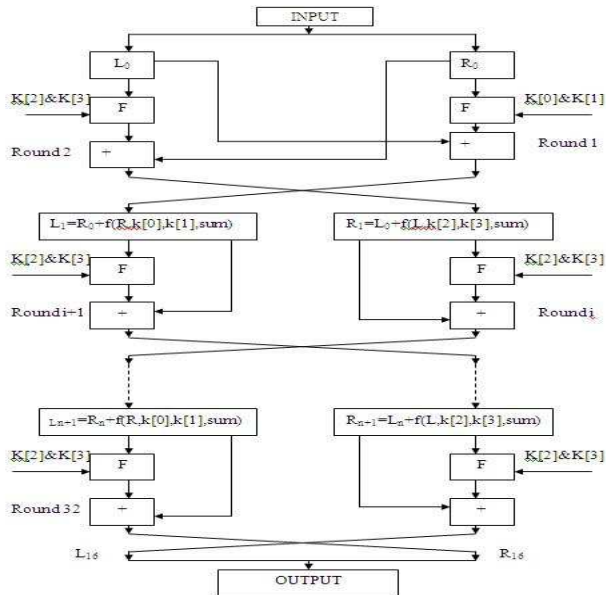 INPUT
L0 R0
K[2]&K[3] F F K[0]&K[1]
Round 2 + + Round 1
L1=R0+f(R,k[0],k[1],sum) R1=L0+f(L,k[2],k[3],sum)
K[2]&K[3] F F K[2]&K[3]
Roundi+1 + + Roundi
Ln+1=Rn+f(R,k[0],k[1],sum) Rn+1=Ln+f(L,k[2],k[3],sum)
K[2]&K[3] F F K[2]&K[3]
Round 32 + +
L16 R16
OUTPUT